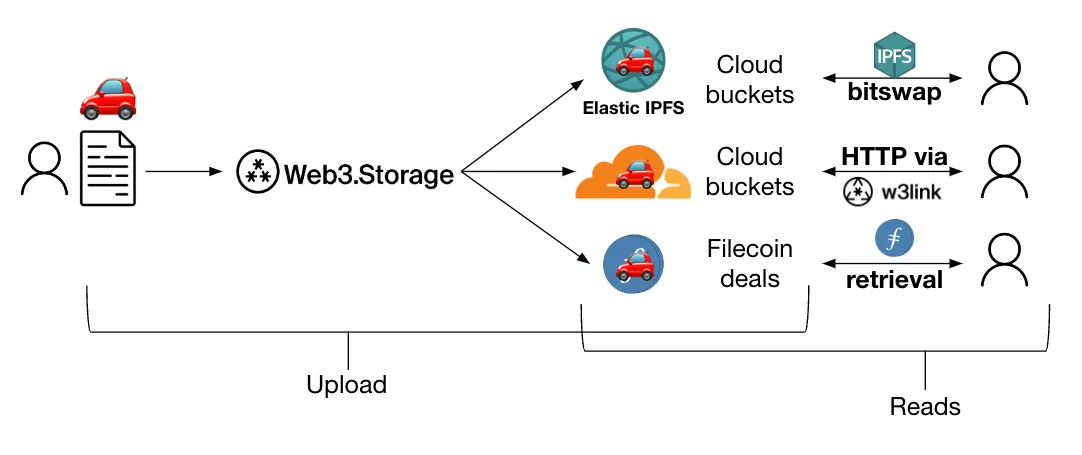 Elastic IPFS
Cloud
buckets
IPFS
bitswap
Web3.Storage
Cloud
buckets
HTTP via
w3link
Filecoin
deals
retrieval
Upload
Reads